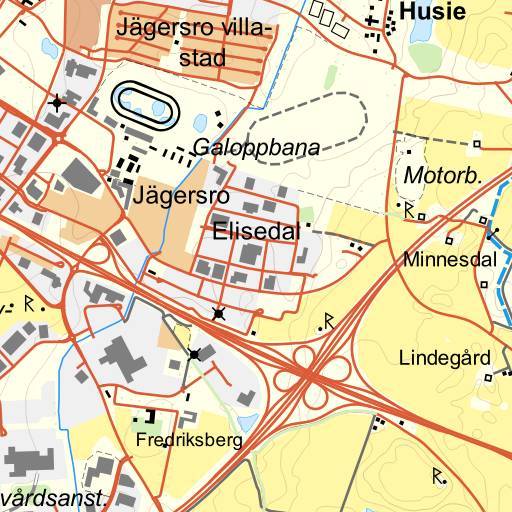 Husie
Jägersro villa-
stad
Galoppbana
Motorb.
Jägersro
Elisedal
Minnesdal
Lindegård
Fredriksberg
vårdsanst.
R
R
R
R